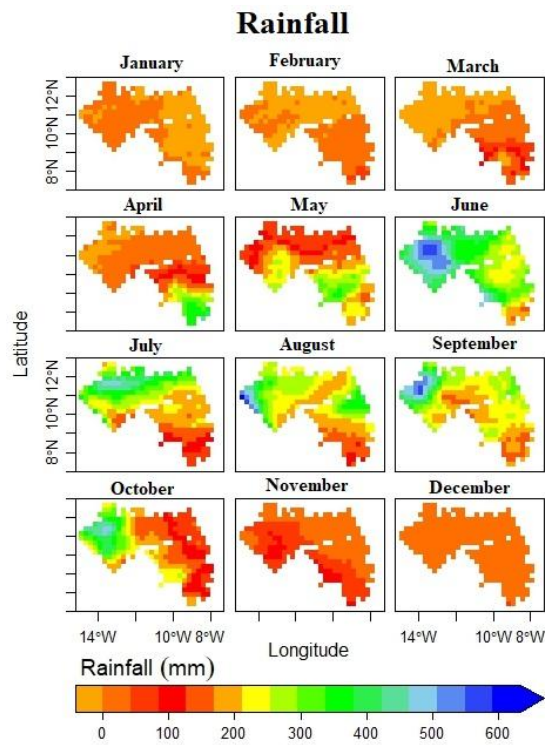 Rainfall
January February March
12°N
10°N
8°N
April May June
July August September
12°N
10°N
8°N
October November December
14°W 10°W 8°W 14°W 10°W 8°W
Latitude
Longitude
Rainfall (mm)
0 100 200 300 400 500 600